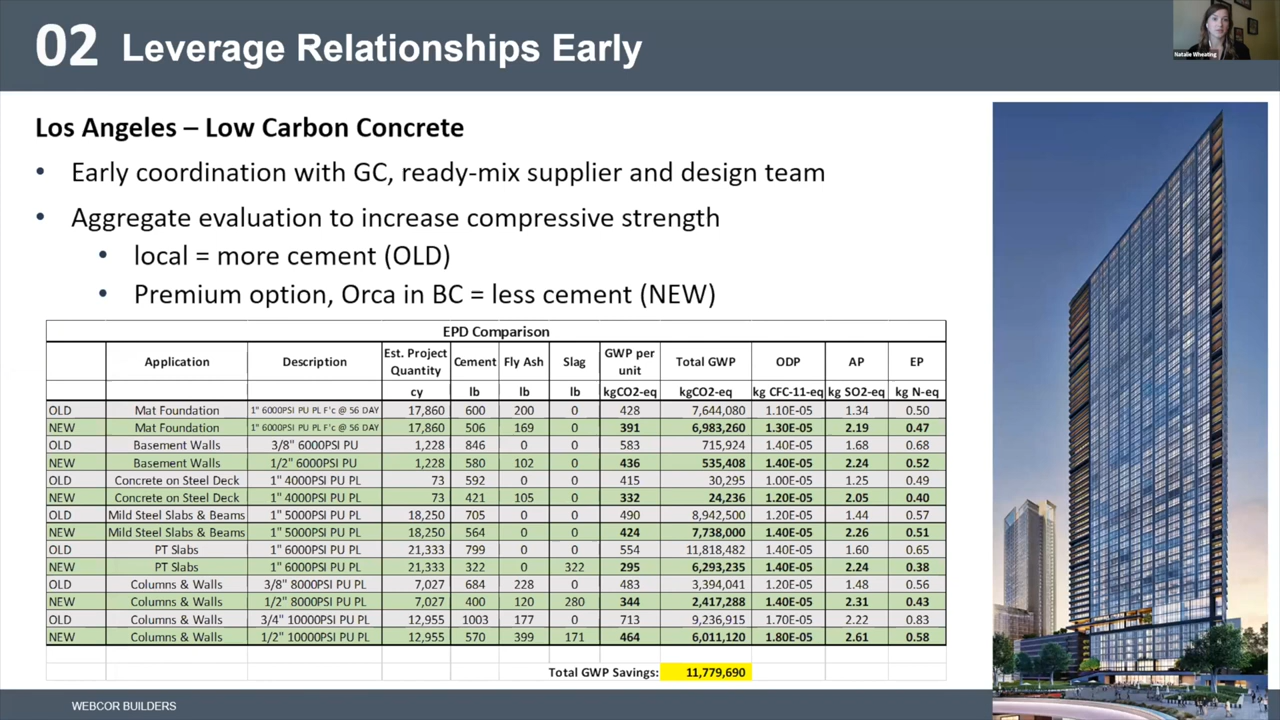 02 Leverage Relationships Early
Natalie Wheating
Los Angeles – Low Carbon Concrete
• Early coordination with GC, ready-mix supplier and design team
• Aggregate evaluation to increase compressive strength
• local = more cement (OLD)
• Premium option, Orca in BC = less cement (NEW)
EPD Comparison
Application Description Est. Project Quantity Cement Fly Ash Slag GWP per unit Total GWP ODP AP EP
cy lb lb lb kgCO2-eq kgCO2-eq kg CFC-11-eq kg SO2-eq kg N-eq
OLD Mat Foundation 1" 6000PSI PU PL F'c @ 56 DAY 17,860 600 200 0 428 7,644,080 1.10E-05 1.34 0.50
NEW Mat Foundation 1" 6000PSI PU PL F'c @ 56 DAY 17,860 506 169 0 391 6,983,260 1.30E-05 2.19 0.47
OLD Basement Walls 3/8" 6000PSI PU 1,228 846 0 0 583 715,924 1.40E-05 1.68 0.68
NEW Basement Walls 1/2" 6000PSI PU 1,228 580 102 0 436 535,408 1.40E-05 2.24 0.52
OLD Concrete on Steel Deck 1" 4000PSI PU PL 73 592 0 0 415 30,295 1.00E-05 1.25 0.49
NEW Concrete on Steel Deck 1" 4000PSI PU PL 73 421 105 0 332 24,236 1.20E-05 2.05 0.40
OLD Mild Steel Slabs & Beams 1" 5000PSI PU PL 18,250 705 0 0 490 8,942,500 1.20E-05 1.44 0.57
NEW Mild Steel Slabs & Beams 1" 5000PSI PU PL 18,250 564 0 0 424 7,738,000 1.40E-05 2.26 0.51
OLD PT Slabs 1" 6000PSI PU PL 21,333 799 0 0 554 11,818,482 1.40E-05 1.60 0.65
NEW PT Slabs 1" 6000PSI PU PL 21,333 322 0 322 295 6,293,235 1.40E-05 2.24 0.38
OLD Columns & Walls 3/8" 8000PSI PU PL 7,027 684 228 0 483 3,394,041 1.20E-05 1.48 0.56
NEW Columns & Walls 1/2" 8000PSI PU PL 7,027 400 120 280 344 2,417,288 1.40E-05 2.31 0.43
OLD Columns & Walls 3/4" 10000PSI PU PL 12,955 1003 177 0 713 9,236,915 1.70E-05 2.22 0.83
NEW Columns & Walls 1/2" 10000PSI PU PL 12,955 570 399 171 464 6,011,120 1.80E-05 2.61 0.58
Total GWP Savings: 11,779,690
WEBCOR BUILDERS